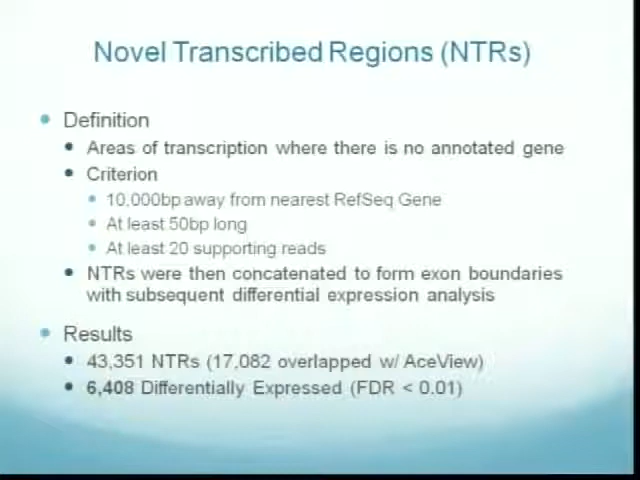 Novel Transcribed Regions (NTRs)
Definition
Areas of transcription where there is no annotated gene
Criterion
10,000bp away from nearest RefSeq Gene
At least 50bp long
At least 20 supporting reads
NTRs were then concatenated to form exon boundaries
with subsequent differential expression analysis
Results
43,351 NTRs (17,082 overlapped w/ AceView)
6,408 Differentially Expressed (FDR < 0.01)